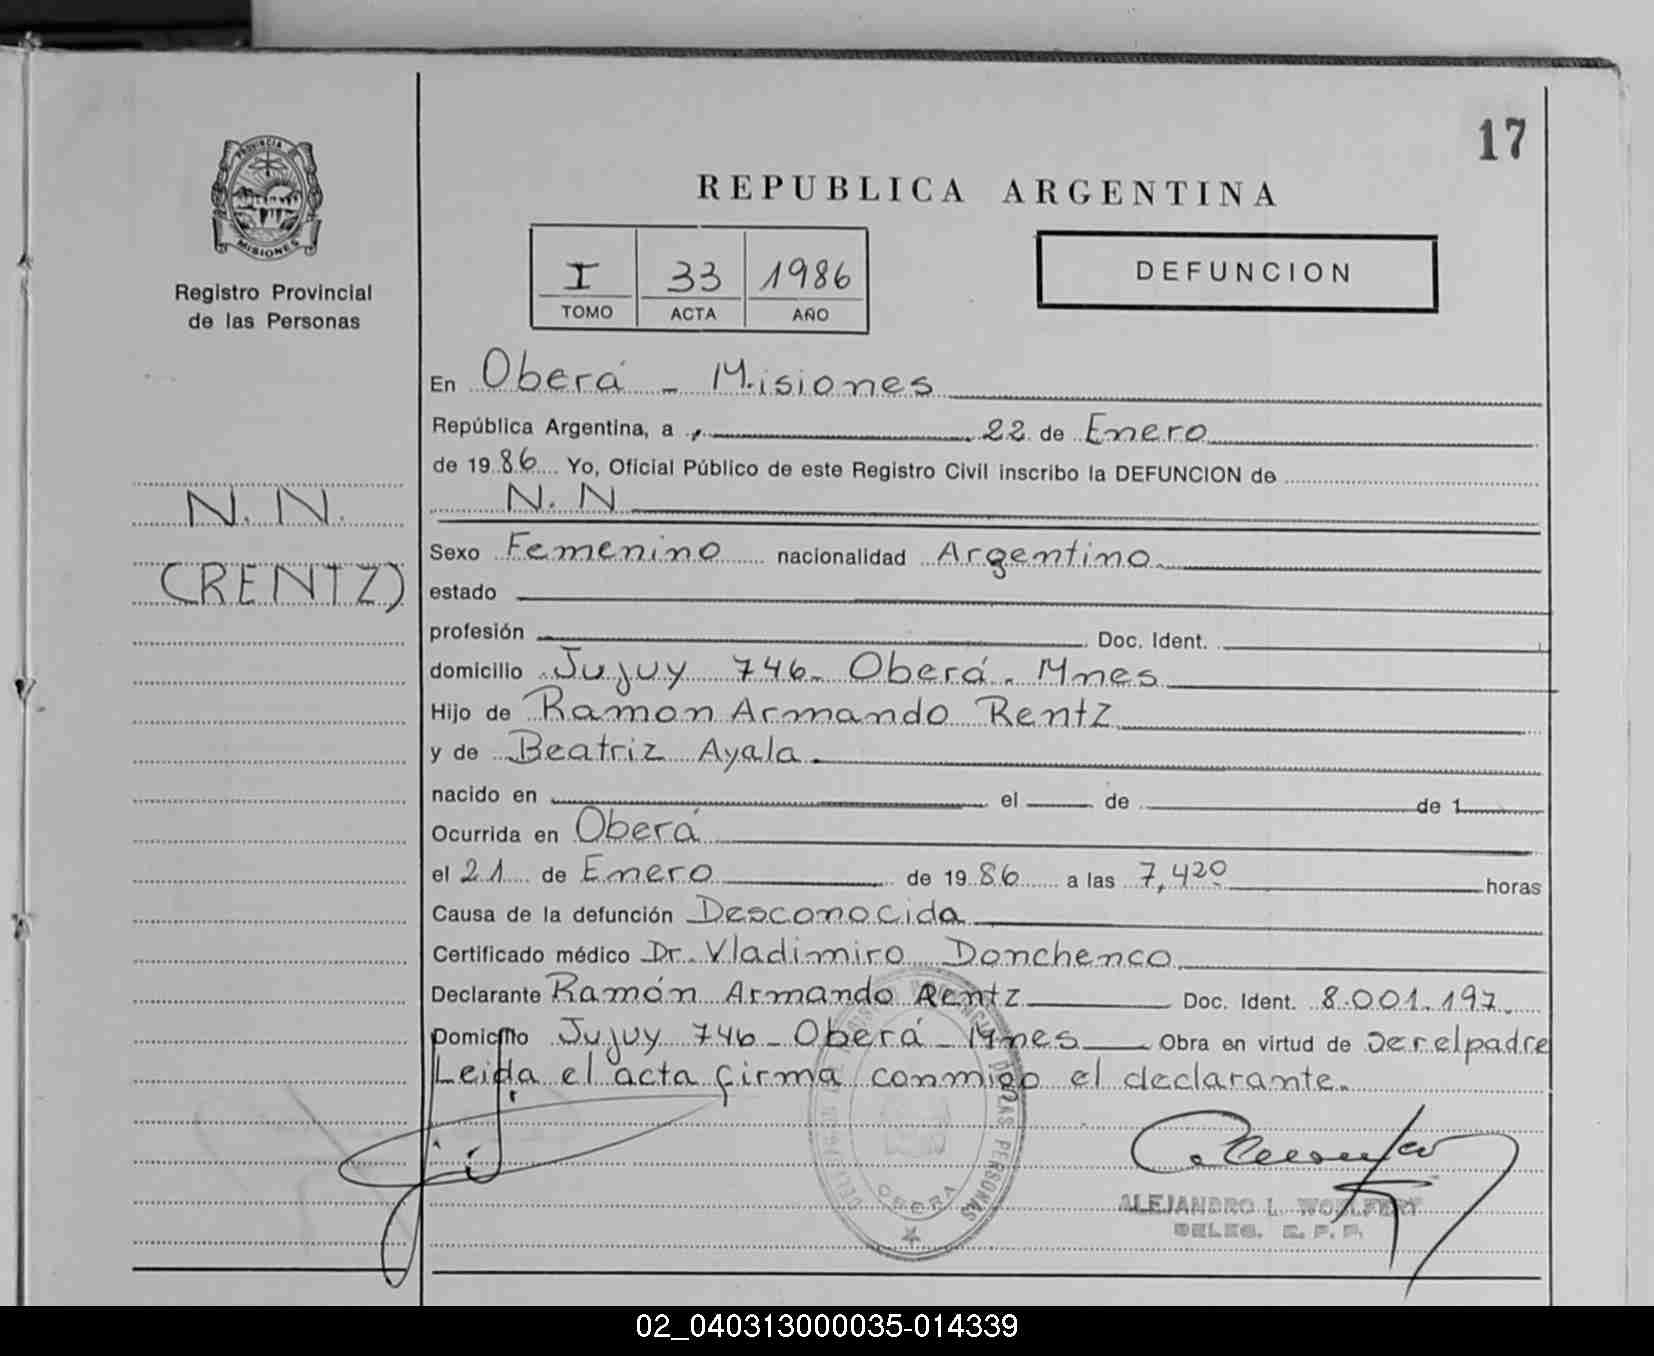 17
PROVINCIA
MISIONES
REPUBLICA ARGENTINA
I 33 1986
TOMO ACTA AÑO
DEFUNCION
Registro Provincial
de las Personas
N. N.
(RENTZ)
En Oberá - Misiones
República Argentina, a 22 de Enero
de 1986 Yo, Oficial Público de este Registro Civil inscribo la DEFUNCION de
N. N
Sexo Femenino nacionalidad Argentino
estado
profesión Doc. Ident.
domicilio Jujuy 746- Oberá. Mnes
Hijo de Ramon Armando Rentz
y de Beatriz Ayala
nacido en el de de 1
Ocurrida en Oberá
el 21 de Enero de 1986 a las 7,420 horas
Causa de la defunción Desconocida
Certificado médico Dr. Vladimiro Donchenco
Declarante Ramón Armando Rentz Doc. Ident. 8.001.197
Domicilio Jujuy 746- Oberá - Mnes Obra en virtud de ser el padre
Leida el acta firma conmigo el declarante.
OBERA
ALEJANDRO L. WOELFERT
DELEG. R. P. P.
02_040313000035-014339